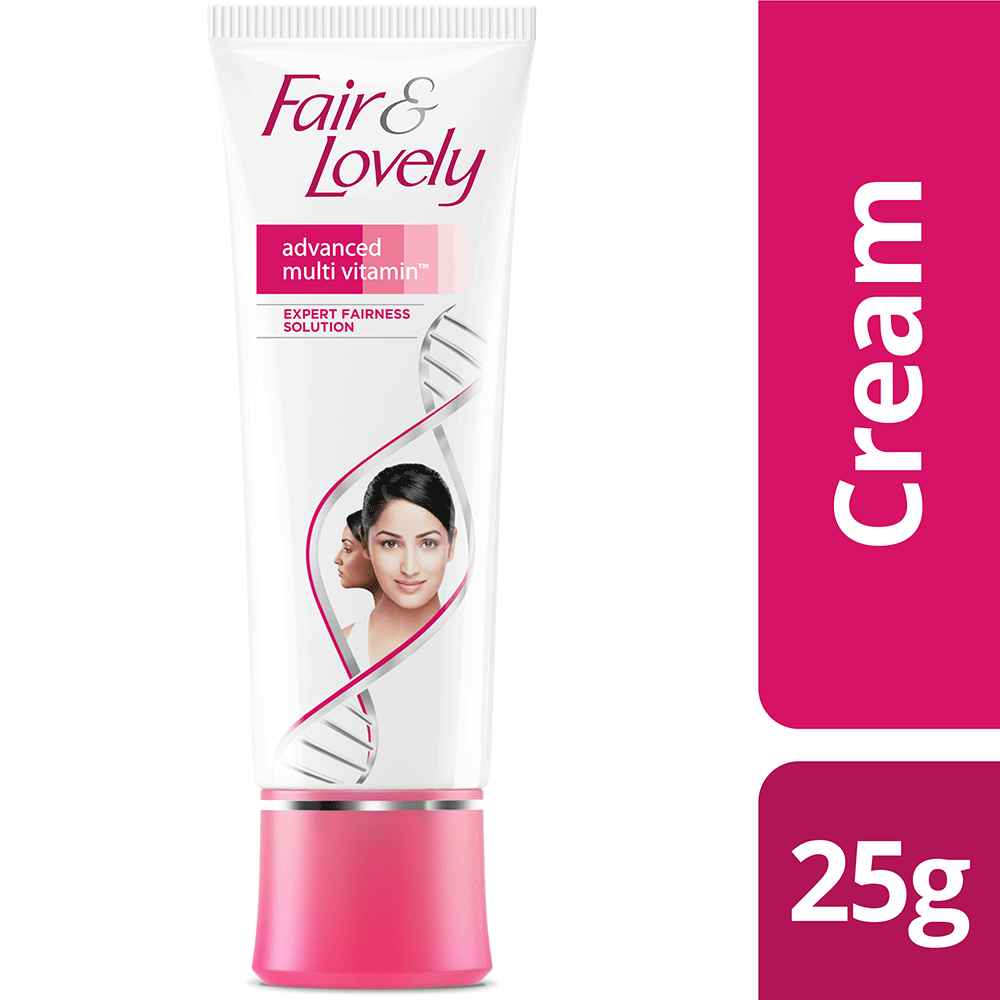 Fair &
Lovely
advanced
multi vitamin™
EXPERT FAIRNESS
SOLUTION
Cream
25g